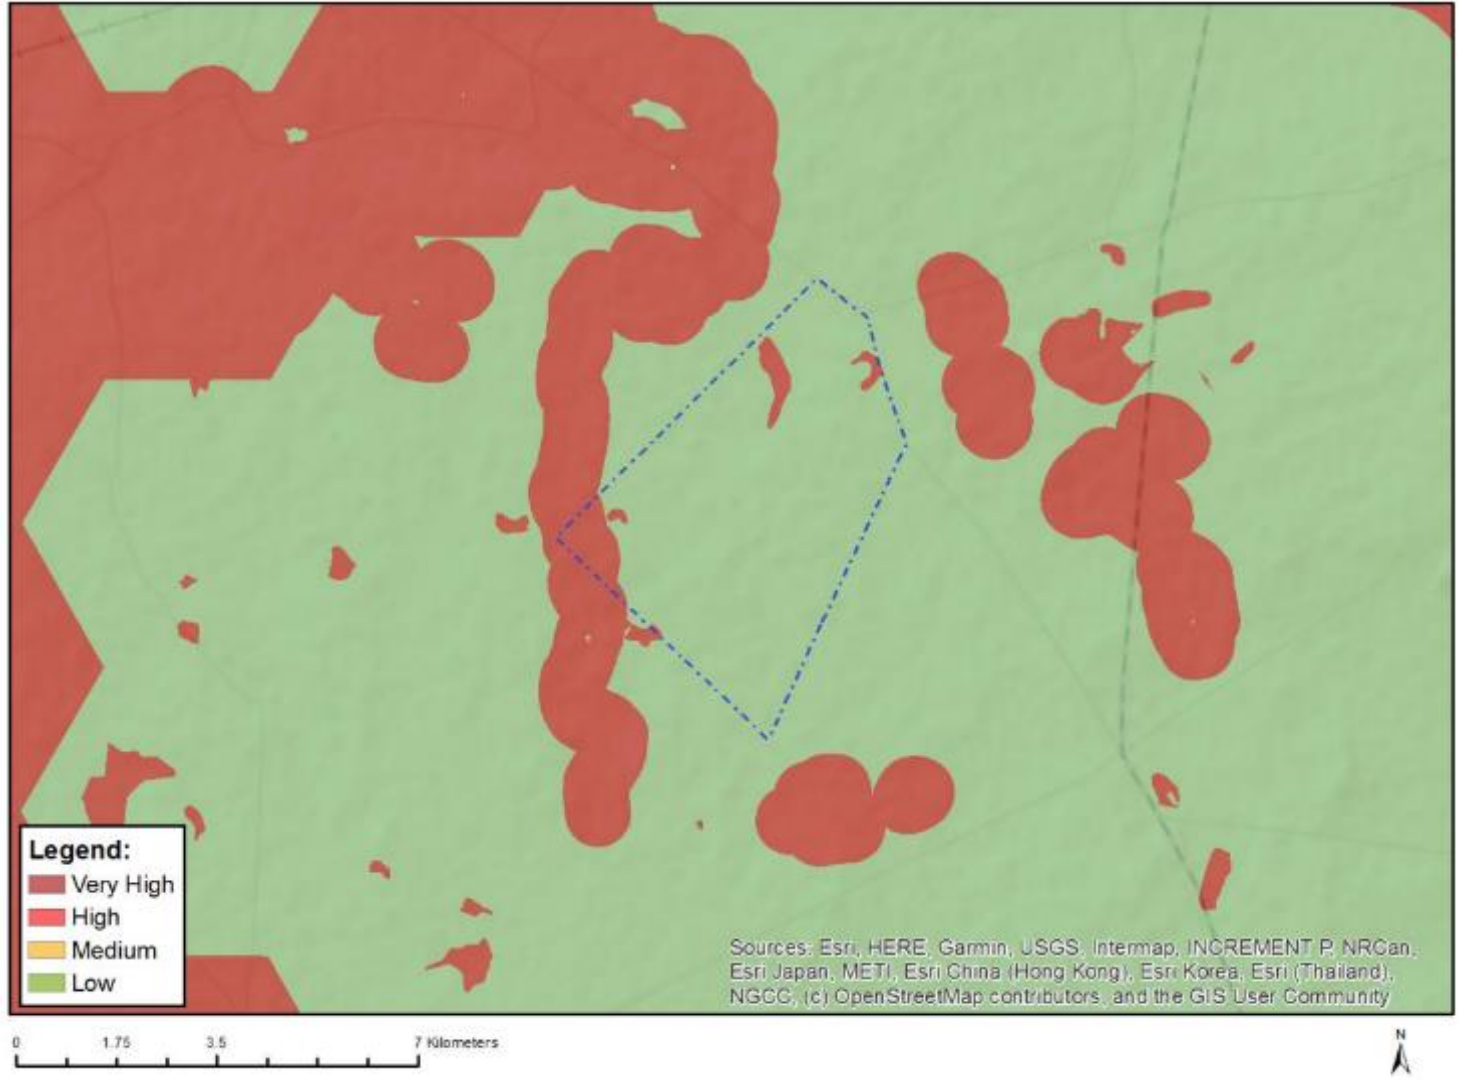 Legend:
Very High
High
Medium
Low
Sources: Esri, HERE, Garmin, USGS, Intermap, INCREMENT P, NRCan,
Esri Japan, METI, Esri China (Hong Kong), Esri Korea, Esri (Thailand),
NGCC, (c) OpenStreetMap contributors, and the GIS User Community
0 1.75 3.5 7 Kilometers
N